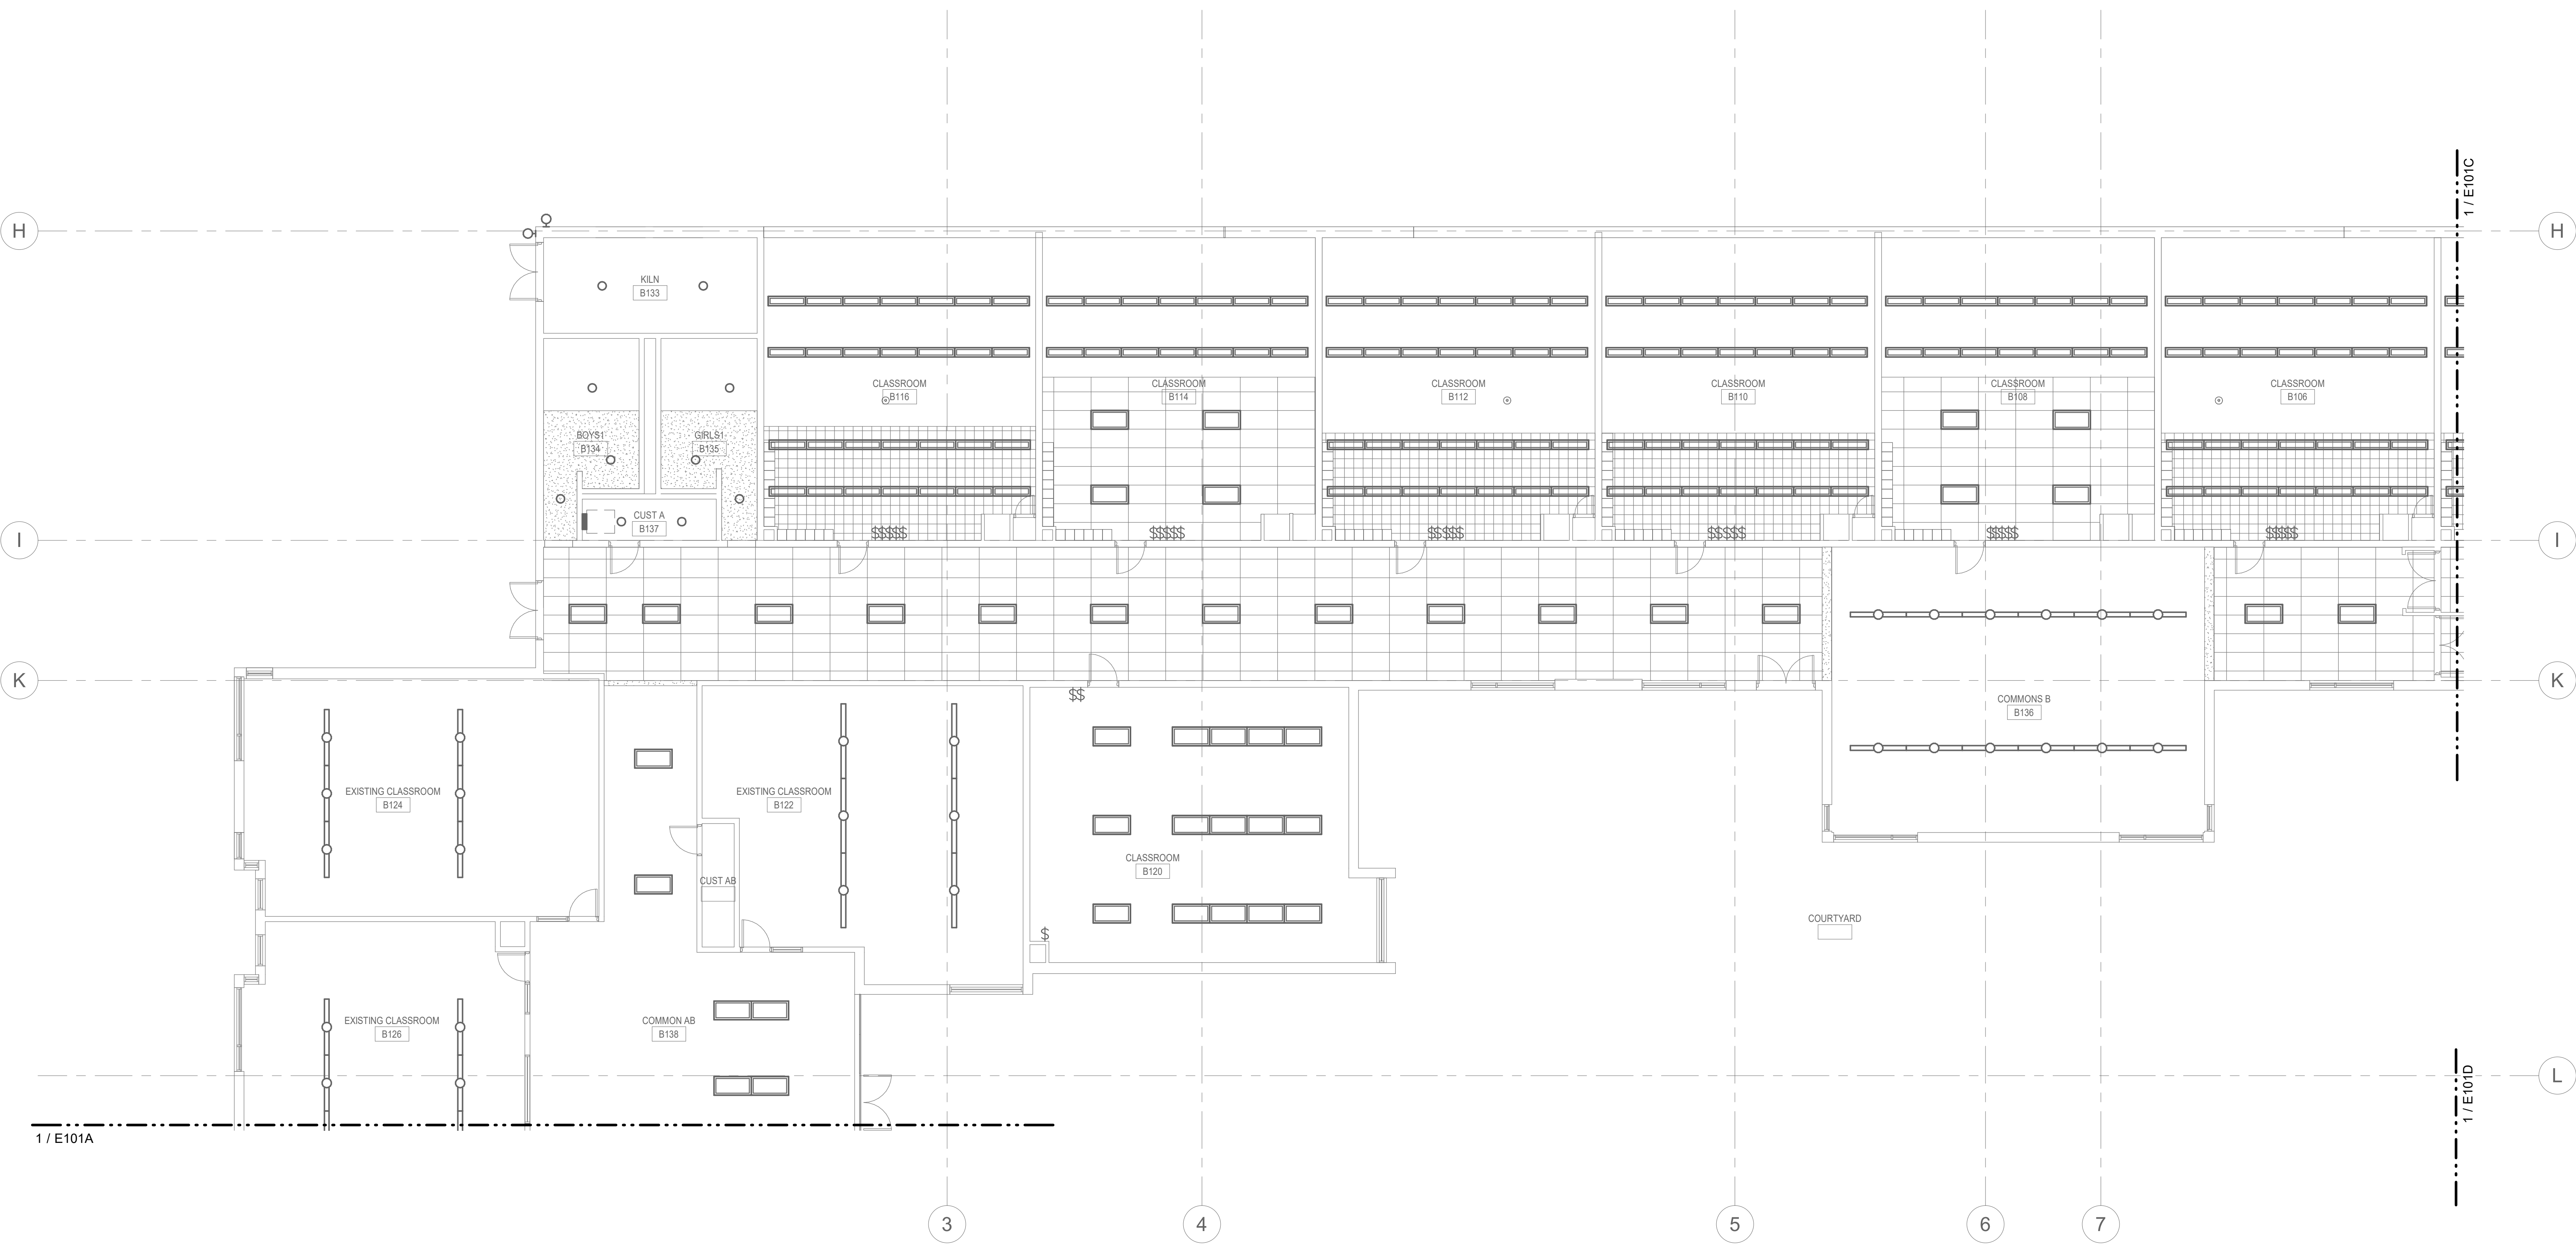 1 / E101C
H
H
KILN
B133
CLASSROOM
B116
CLASSROOM
B114
CLASSROOM
B112
CLASSROOM
B110
CLASSROOM
B108
CLASSROOM
B106
BOYS1
B134
GIRLS1
B135
CUST A
B137
$$$$$
$$$$$
$$$$$
$$$$$
$$$$$
$$$$$
I
I
K
K
$$
COMMONS B
B136
EXISTING CLASSROOM
B124
EXISTING CLASSROOM
B122
CLASSROOM
B120
CUST AB
$
COURTYARD
EXISTING CLASSROOM
B126
COMMON AB
B138
L
1 / E101D
1 / E101A
3
4
5
6
7